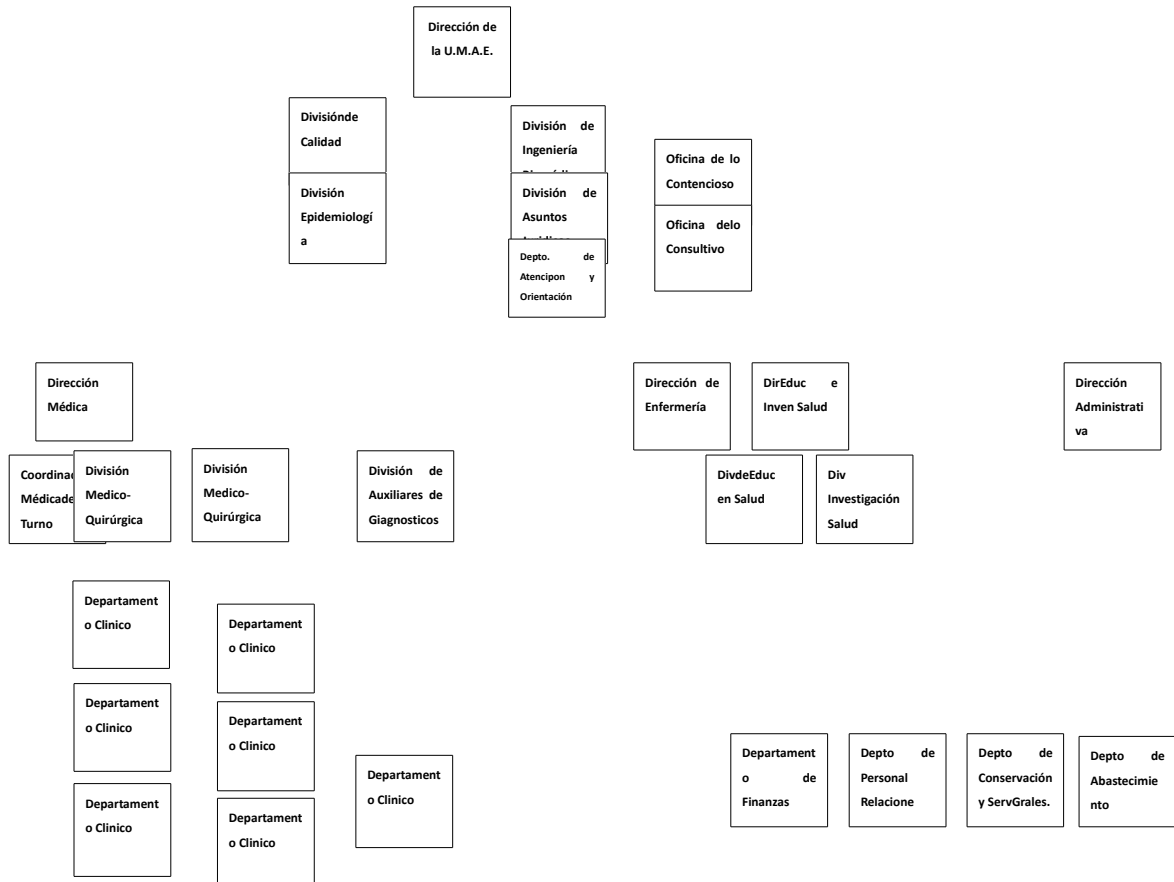 Dirección de
la U.M.A.E.
Divisiónde
Calidad
División de
Ingeniería
División
Epidemiologí
a
División de
Asuntos
Depto. de
Atencipon y
Orientación
Oficina de lo
Contencioso
Oficina delo
Consultivo
Dirección
Médica
Dirección de
Enfermería
DirEduc e
Inven Salud
Dirección
Administrati
va
Médicade
Turno
División
Medico-
Quirúrgica
División
Medico-
Quirúrgica
División de
Auxiliares de
Giagnosticos
DivdeEduc
en Salud
Div
Investigación
Salud
Departament
o Clinico
Departament
o Clinico
Departament
o Clinico
Departament
o Clinico
Departament
o Clinico
Departament
o Clinico
Departament
o Clinico
Departament
o de
Finanzas
Depto de
Personal
Relacione
Depto de
Conservación
y ServGrales.
Depto de
Abastecimie
nto